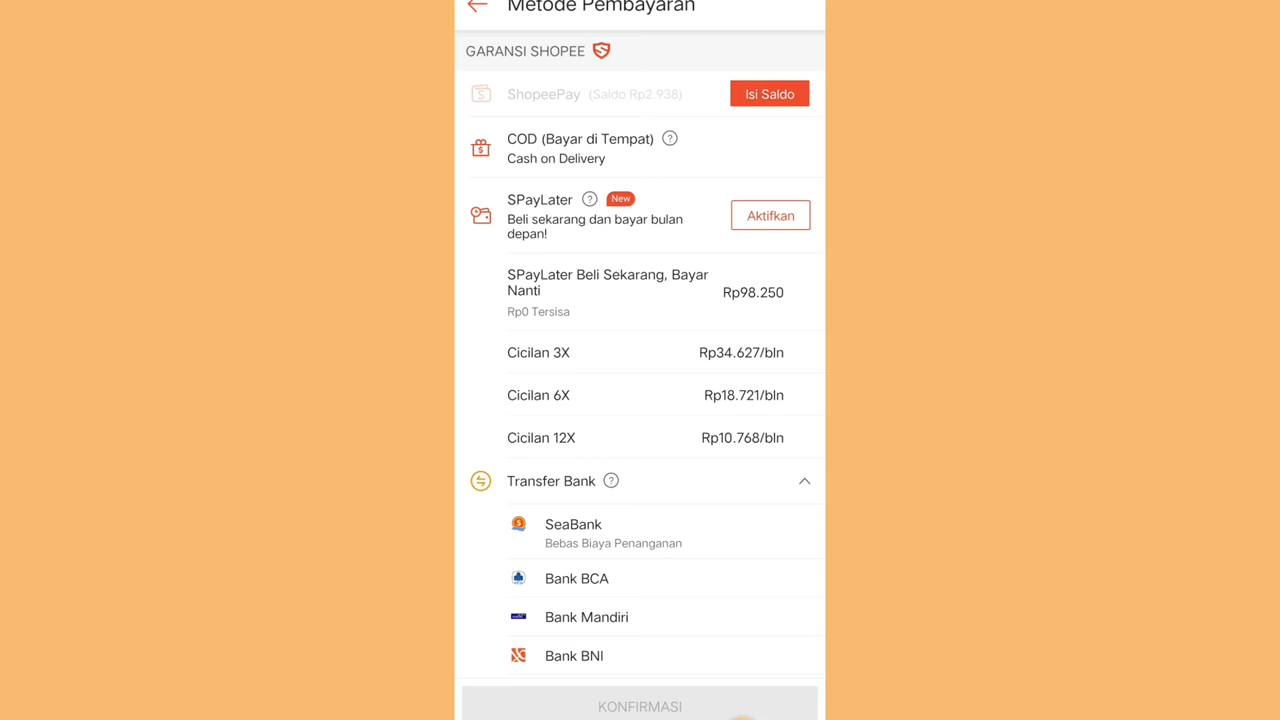 Metode Pembayaran
GARANSI SHOPEE
ShopeePay (Saldo Rp2.938)
Isi Saldo
COD (Bayar di Tempat) ?
Cash on Delivery
SPayLater ? New
Beli sekarang dan bayar bulan
depan!
Aktifkan
SPayLater Beli Sekarang, Bayar
Nanti
Rp98.250
Rp0 Tersisa
Cicilan 3X Rp34.627/bln
Cicilan 6X Rp18.721/bln
Cicilan 12X Rp10.768/bln
Transfer Bank ?
SeaBank
Bebas Biaya Penanganan
Bank BCA
Bank Mandiri
Bank BNI
KONFIRMASI